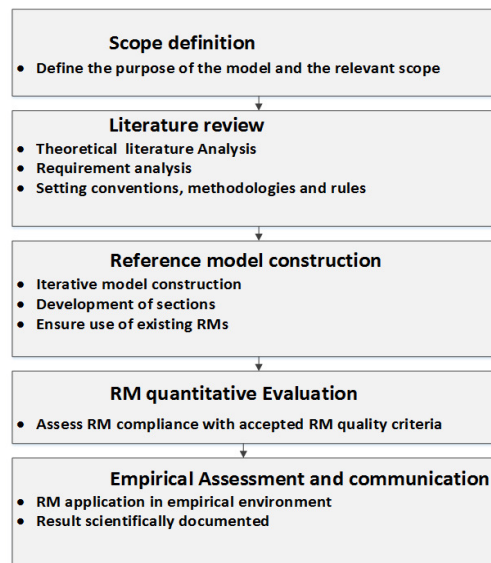 Scope definition
● Define the purpose of the model and the relevant scope
Literature review
● Theoretical literature Analysis
● Requirement analysis
● Setting conventions, methodologies and rules
Reference model construction
● Iterative model construction
● Development of sections
● Ensure use of existing RMs
RM quantitative Evaluation
● Assess RM compliance with accepted RM quality criteria
Empirical Assessment and communication
● RM application in empirical environment
● Result scientifically documented